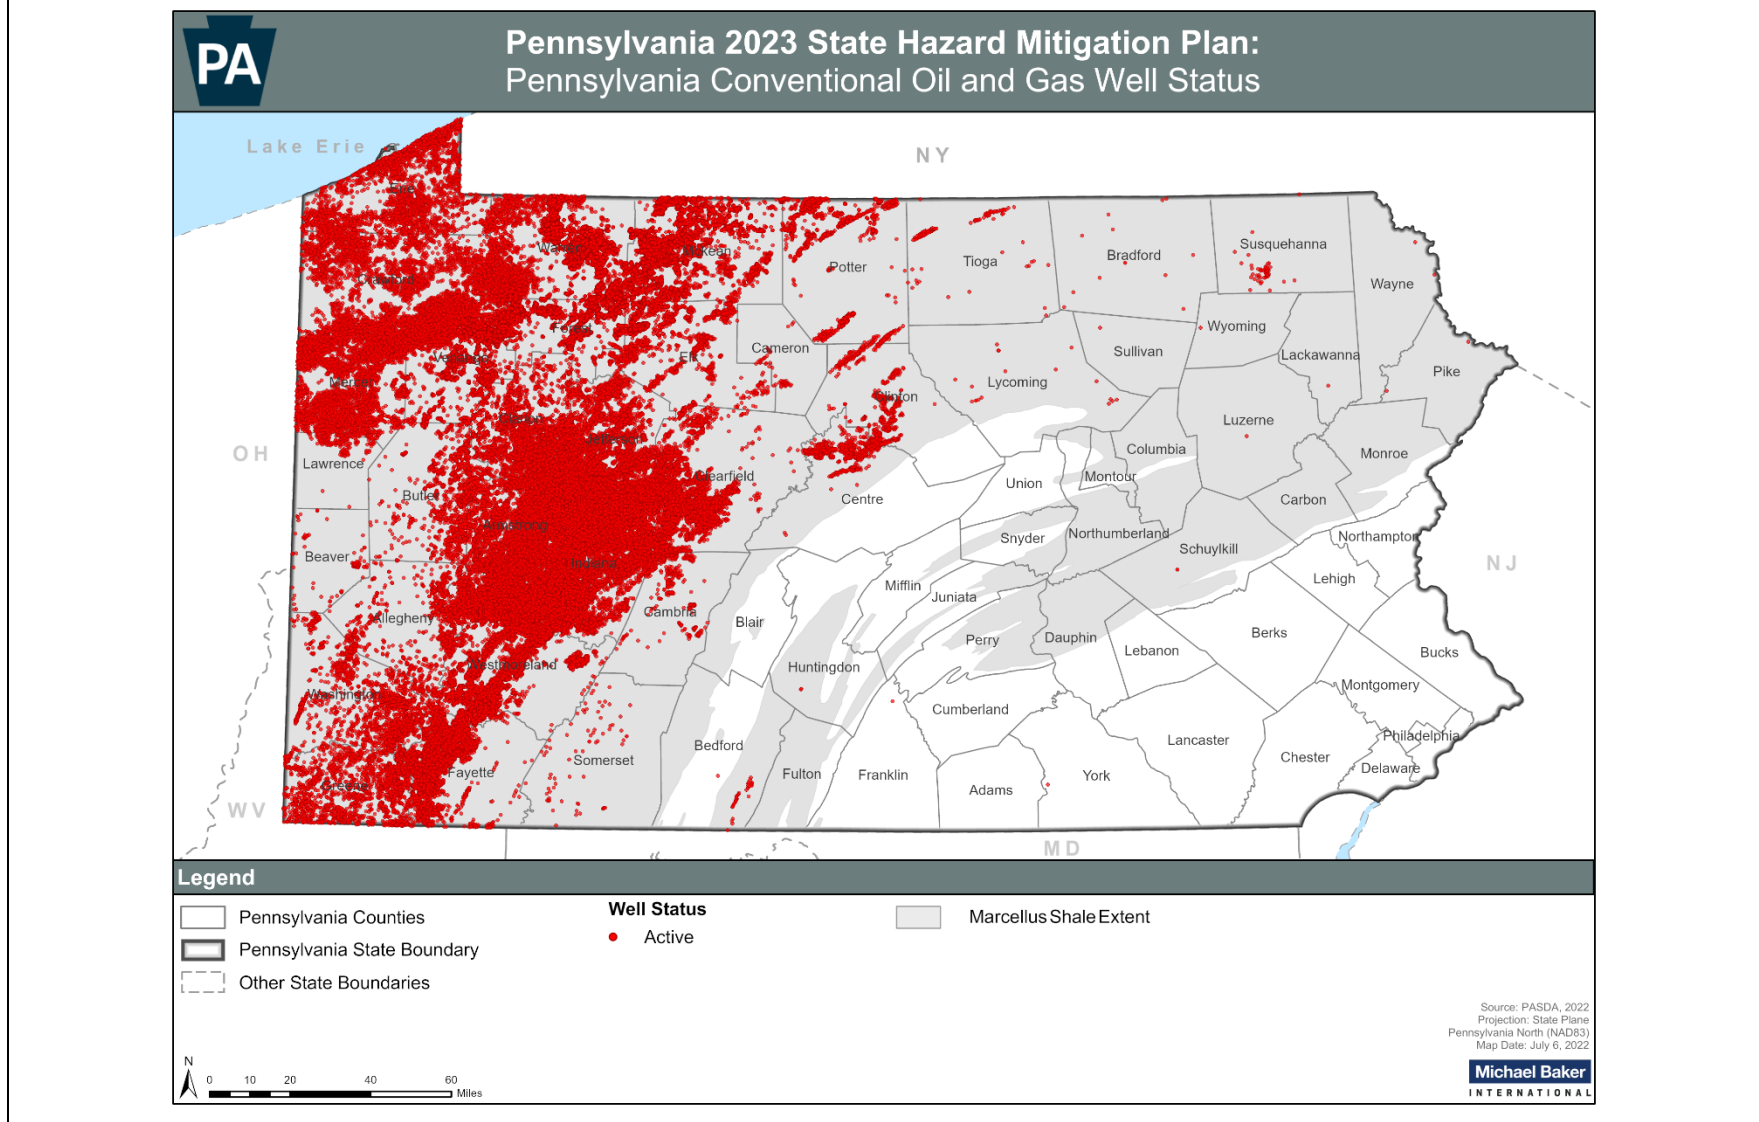 PA
Pennsylvania 2023 State Hazard Mitigation Plan:
Pennsylvania Conventional Oil and Gas Well Status
Lake Erie
NY
Erie
Warren
McKean
Susquehanna
Bradford
Tioga
Potter
Crawford
Wayne
Forest
Wyoming
Cameron
Sullivan
Lackawanna
Venango
Elk
Mercer
Lycoming
Pike
Clinton
Clarion
Luzerne
Jefferson
Columbia
Monroe
OH
Lawrence
Clearfield
Montour
Union
Butler
Centre
Carbon
Armstrong
Northumberland
Snyder
Northampton
Schuylkill
Beaver
Indiana
NJ
Lehigh
Mifflin
Juniata
Allegheny
Cambria
Blair
Perry
Dauphin
Berks
Lebanon
Bucks
Westmoreland
Huntingdon
Washington
Montgomery
Cumberland
Philadelphia
Lancaster
Bedford
Somerset
Chester
Delaware
Fayette
Fulton
Franklin
York
Greene
Adams
WV
MD
Legend
Pennsylvania Counties
Pennsylvania State Boundary
Other State Boundaries
Well Status
Active
Marcellus Shale Extent
Source: PASDA, 2022
Projection: State Plane
Pennsylvania North (NAD83)
Map Date: July 6, 2022
N
0 10 20 40 60
Miles
Michael Baker
INTERNATIONAL